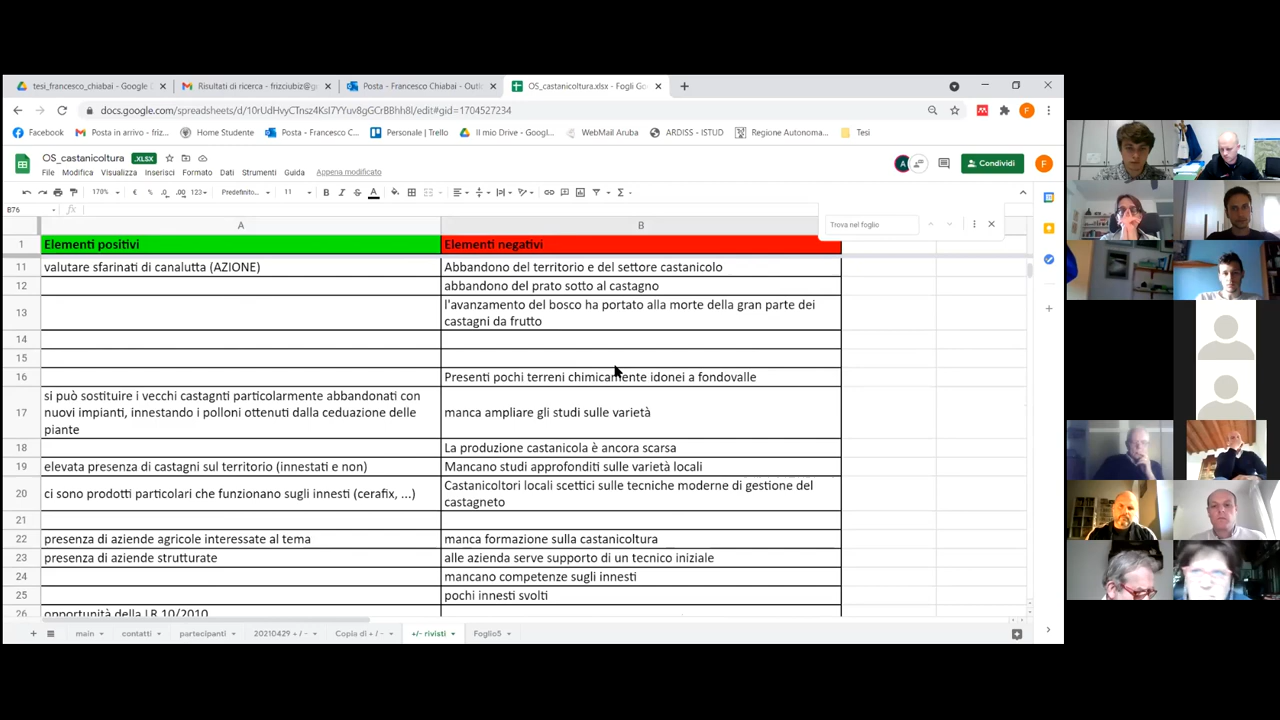 tesi_francesco_chiabai - Google
Risultati di ricerca - frizciubiz@g
Posta - Francesco Chiabai - Outl
OS_castanicoltura.xlsx - Fogli Go
docs.google.com/spreadsheets/d/10rUdHvyCTnsz4KsI7YYuv8gGCrBBhh8I/edit#gid=1704527234
Facebook
Posta in arrivo - friz...
Home Studente
Posta - Francesco C...
Personale | Trello
Il mio Drive - Googl...
WebMail Aruba
ARDISS - ISTUD
Regione Autonoma...
Tesi
OS_castanicoltura .XLSX
File Modifica Visualizza Inserisci Formato Dati Strumenti Guida Appena modificato
A
Condividi
F
170% € % .0 .00 123 Predefinito... 11 B I S A
B76 fx
Trova nel foglio
A B
1 Elementi positivi Elementi negativi
11 valutare sfarinati di canalutta (AZIONE) Abbandono del territorio e del settore castanicolo
12 abbandono del prato sotto al castagno
13 l'avanzamento del bosco ha portato alla morte della gran parte dei
castagni da frutto
14
15
16 Presenti pochi terreni chimicamente idonei a fondovalle
si può sostituire i vecchi castagnti particolarmente abbandonati con
17 nuovi impianti, innestando i polloni ottenuti dalla ceduazione delle manca ampliare gli studi sulle varietà
piante
18 La produzione castanicola è ancora scarsa
19 elevata presenza di castagni sul territorio (innestati e non) Mancano studi approfonditi sulle varietà locali
20 ci sono prodotti particolari che funzionano sugli innesti (cerafix, ...) Castanicoltori locali scettici sulle tecniche moderne di gestione del
castagneto
21
22 presenza di aziende agricole interessate al tema manca formazione sulla castanicoltura
23 presenza di aziende strutturate alle azienda serve supporto di un tecnico iniziale
24 mancano competenze sugli innesti
25 pochi innesti svolti
26 opportunità della LR 10/2010
main contatti partecipanti 20210429 + / - Copia di + / - +/- rivisti Foglio5